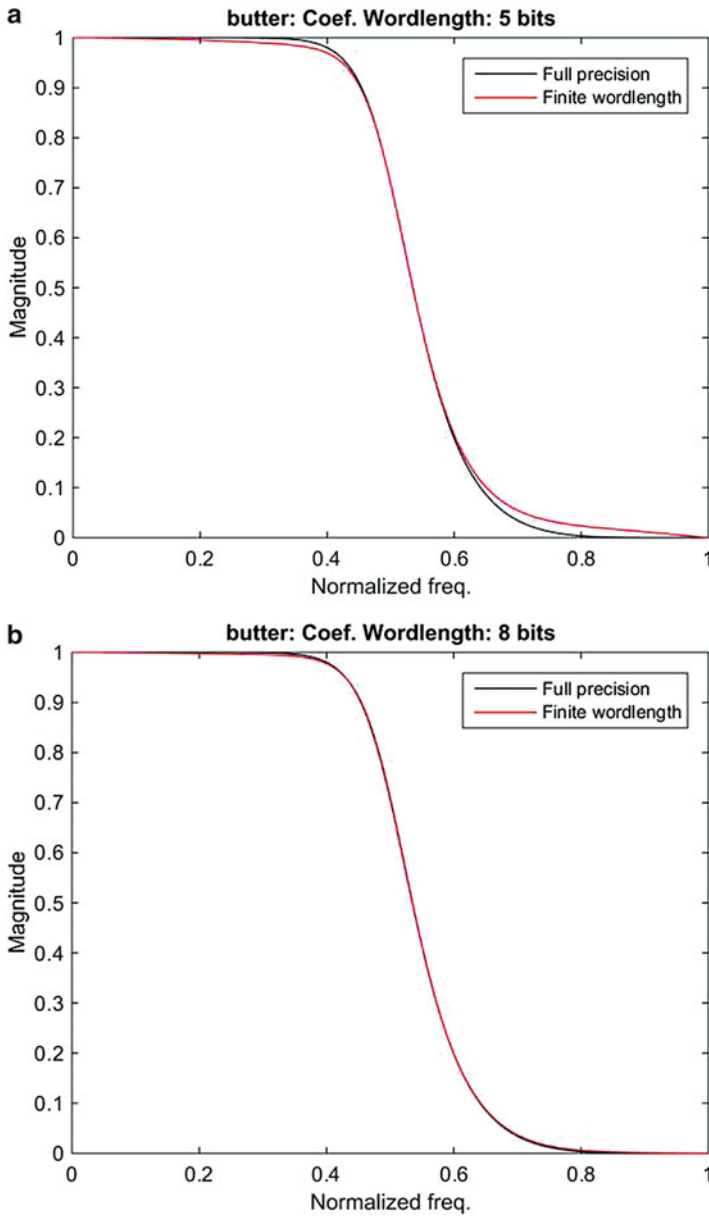 a
butter: Coef. Wordlength: 5 bits
Full precision
Finite wordlength
1
0.9
0.8
0.7
0.6
0.5
0.4
0.3
0.2
0.1
0
Magnitude
0 0.2 0.4 0.6 0.8 1
Normalized freq.
b
butter: Coef. Wordlength: 8 bits
Full precision
Finite wordlength
1
0.9
0.8
0.7
0.6
0.5
0.4
0.3
0.2
0.1
0
Magnitude
0 0.2 0.4 0.6 0.8 1
Normalized freq.